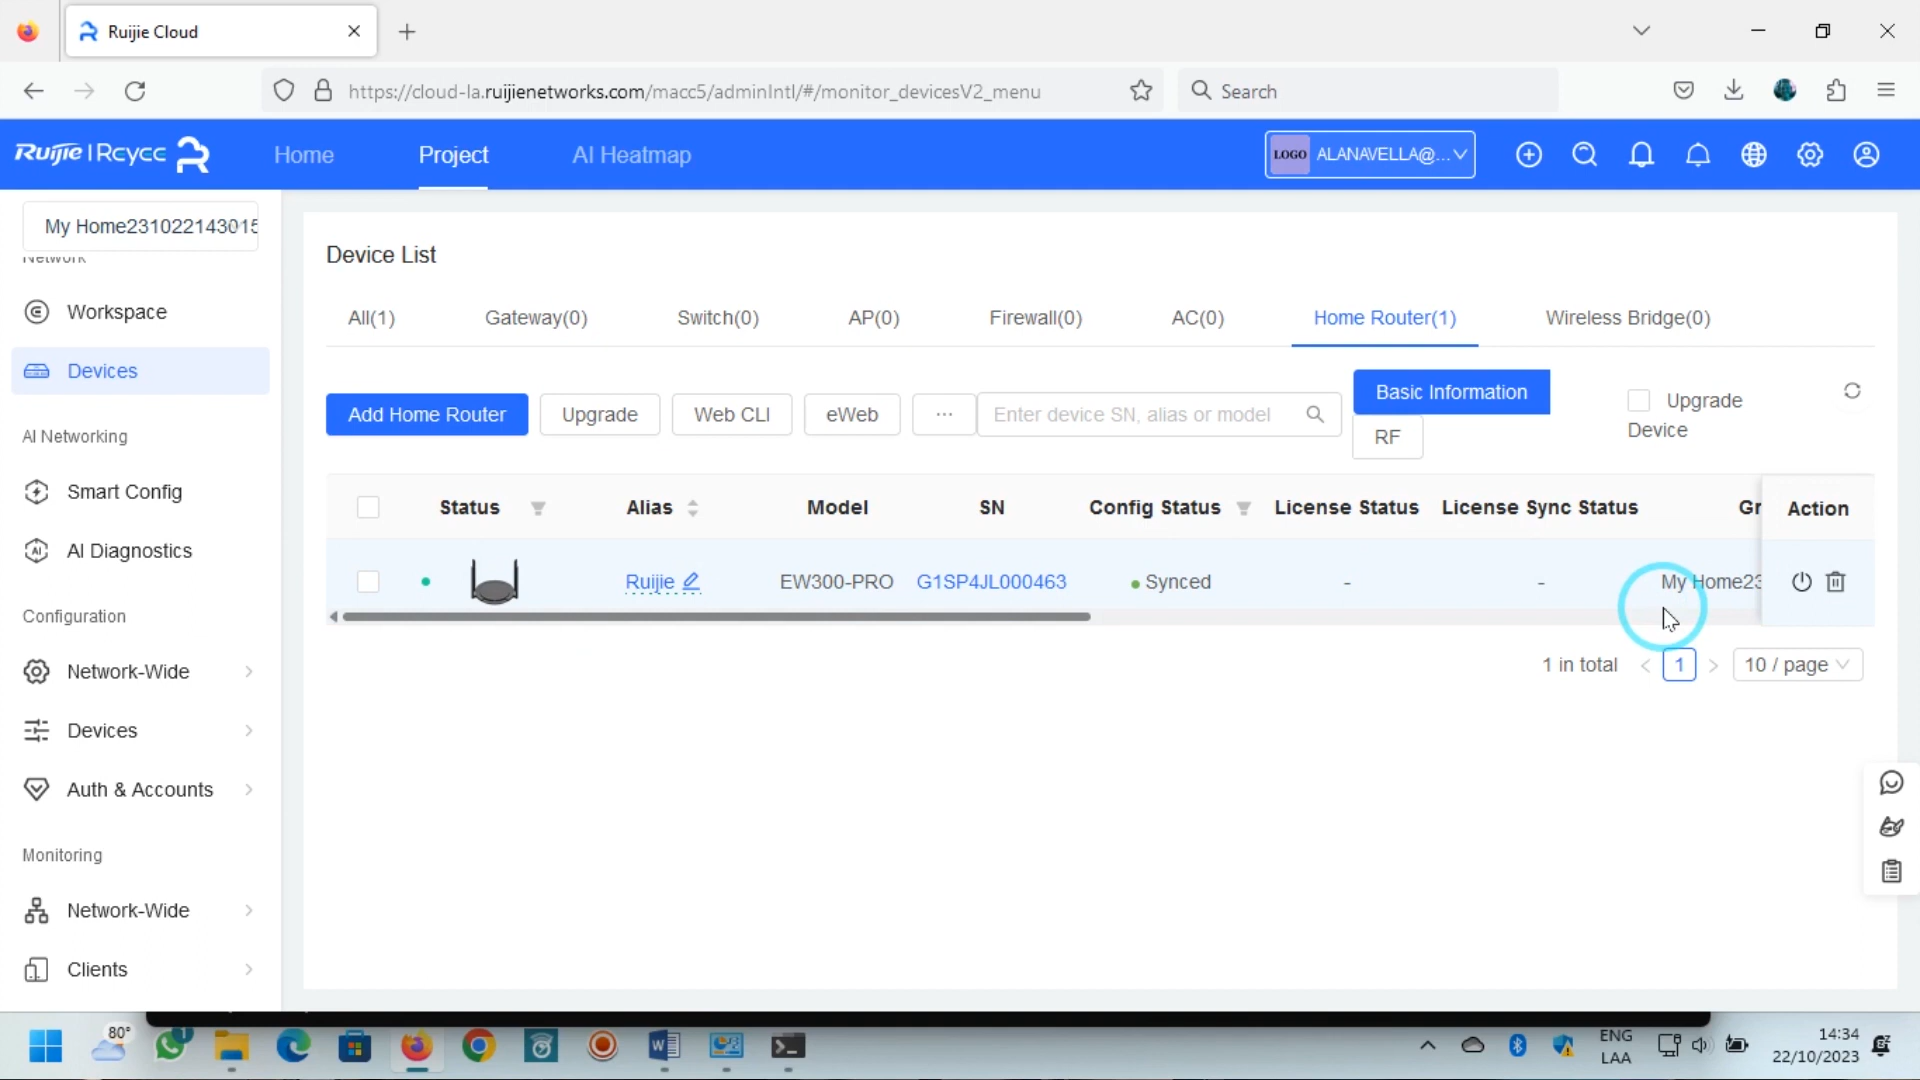 Ruijie Cloud
https://cloud-la.ruijienetworks.com/macc5/adminIntl/#/monitor_devicesV2_menu
Search
Ruijie | Reyee
Home
Project
AI Heatmap
LOGO
ALANAVELLA@...
My Home231022143015
Network
Workspace
Devices
AI Networking
Smart Config
AI Diagnostics
Configuration
Network-Wide
Devices
Auth & Accounts
Monitoring
Network-Wide
Clients
Device List
All(1)
Gateway(0)
Switch(0)
AP(0)
Firewall(0)
AC(0)
Home Router(1)
Wireless Bridge(0)
Add Home Router
Upgrade
Web CLI
eWeb
···
Enter device SN, alias or model
Basic Information
RF
Upgrade
Device
Status
Alias
Model
SN
Config Status
License Status
License Sync Status
Gr
Action
Ruijie
EW300-PRO
G1SP4JL000463
Synced
-
-
My Home23
1 in total
1
10 / page
80°
1
ENG
LAA
14:34
22/10/2023